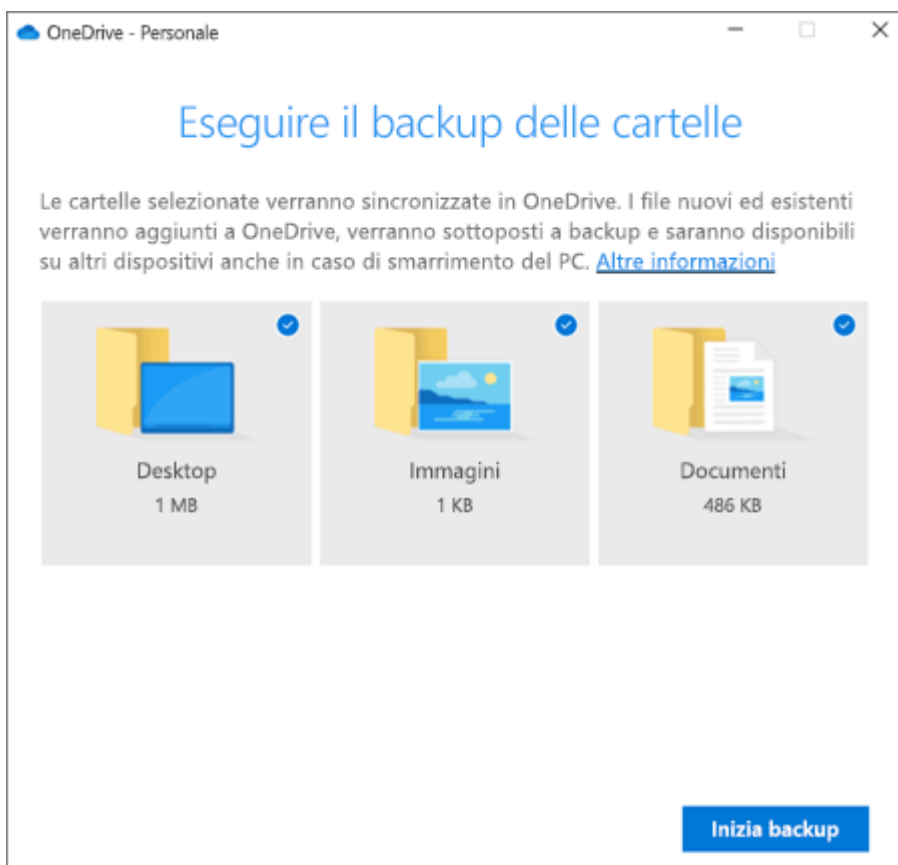 OneDrive - Personale
Eseguire il backup delle cartelle
Le cartelle selezionate verranno sincronizzate in OneDrive. I file nuovi ed esistenti
verranno aggiunti a OneDrive, verranno sottoposti a backup e saranno disponibili
su altri dispositivi anche in caso di smarrimento del PC. Altre informazioni
Desktop
1 MB
Immagini
1 KB
Documenti
486 KB
Inizia backup